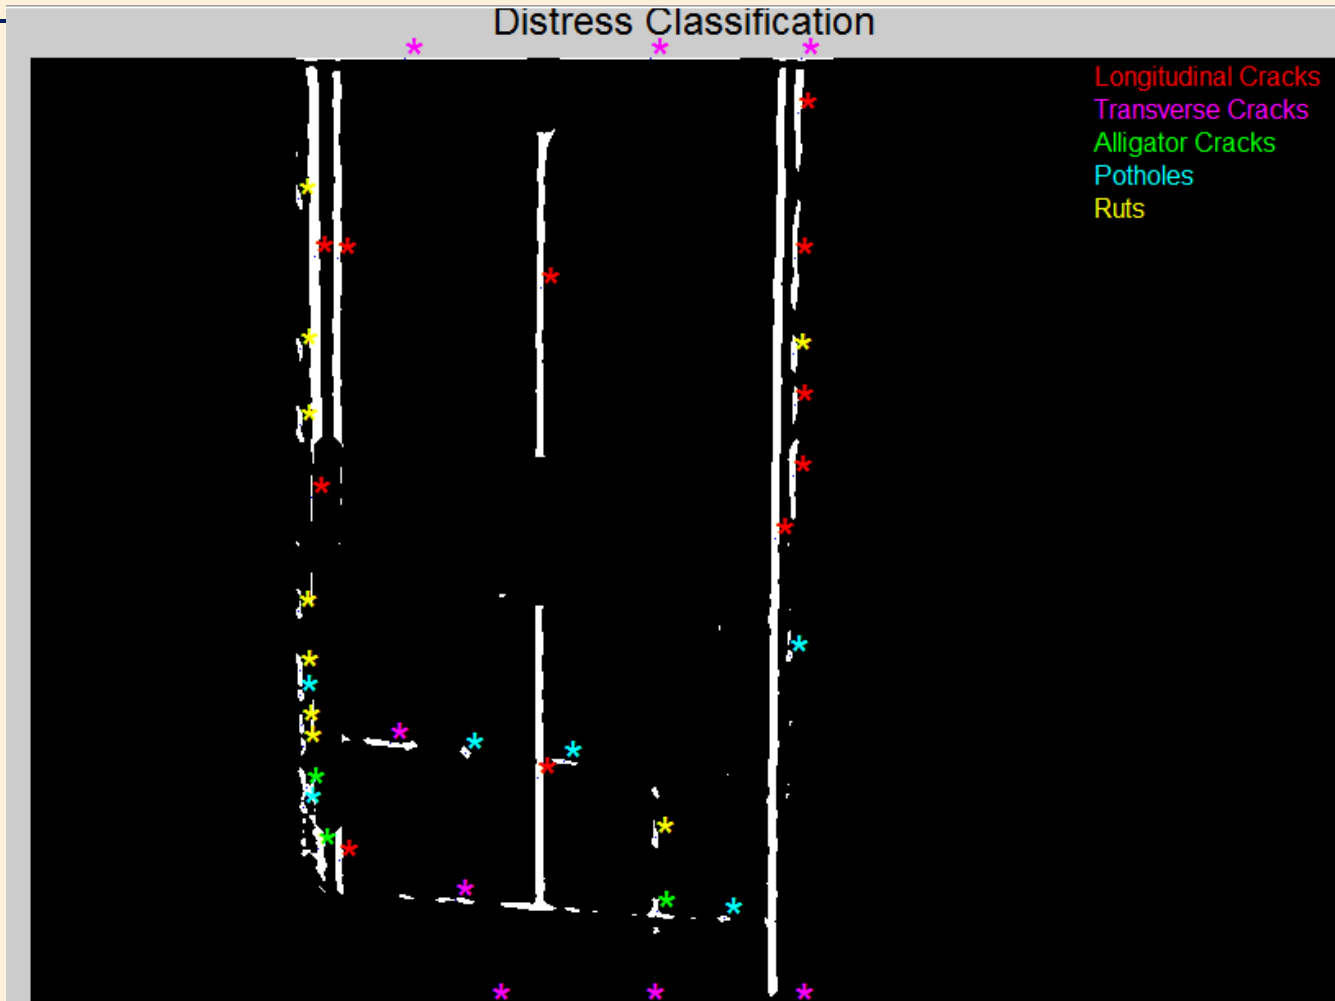 Distress Classification
Longitudinal Cracks
Transverse Cracks
Alligator Cracks
Potholes
Ruts